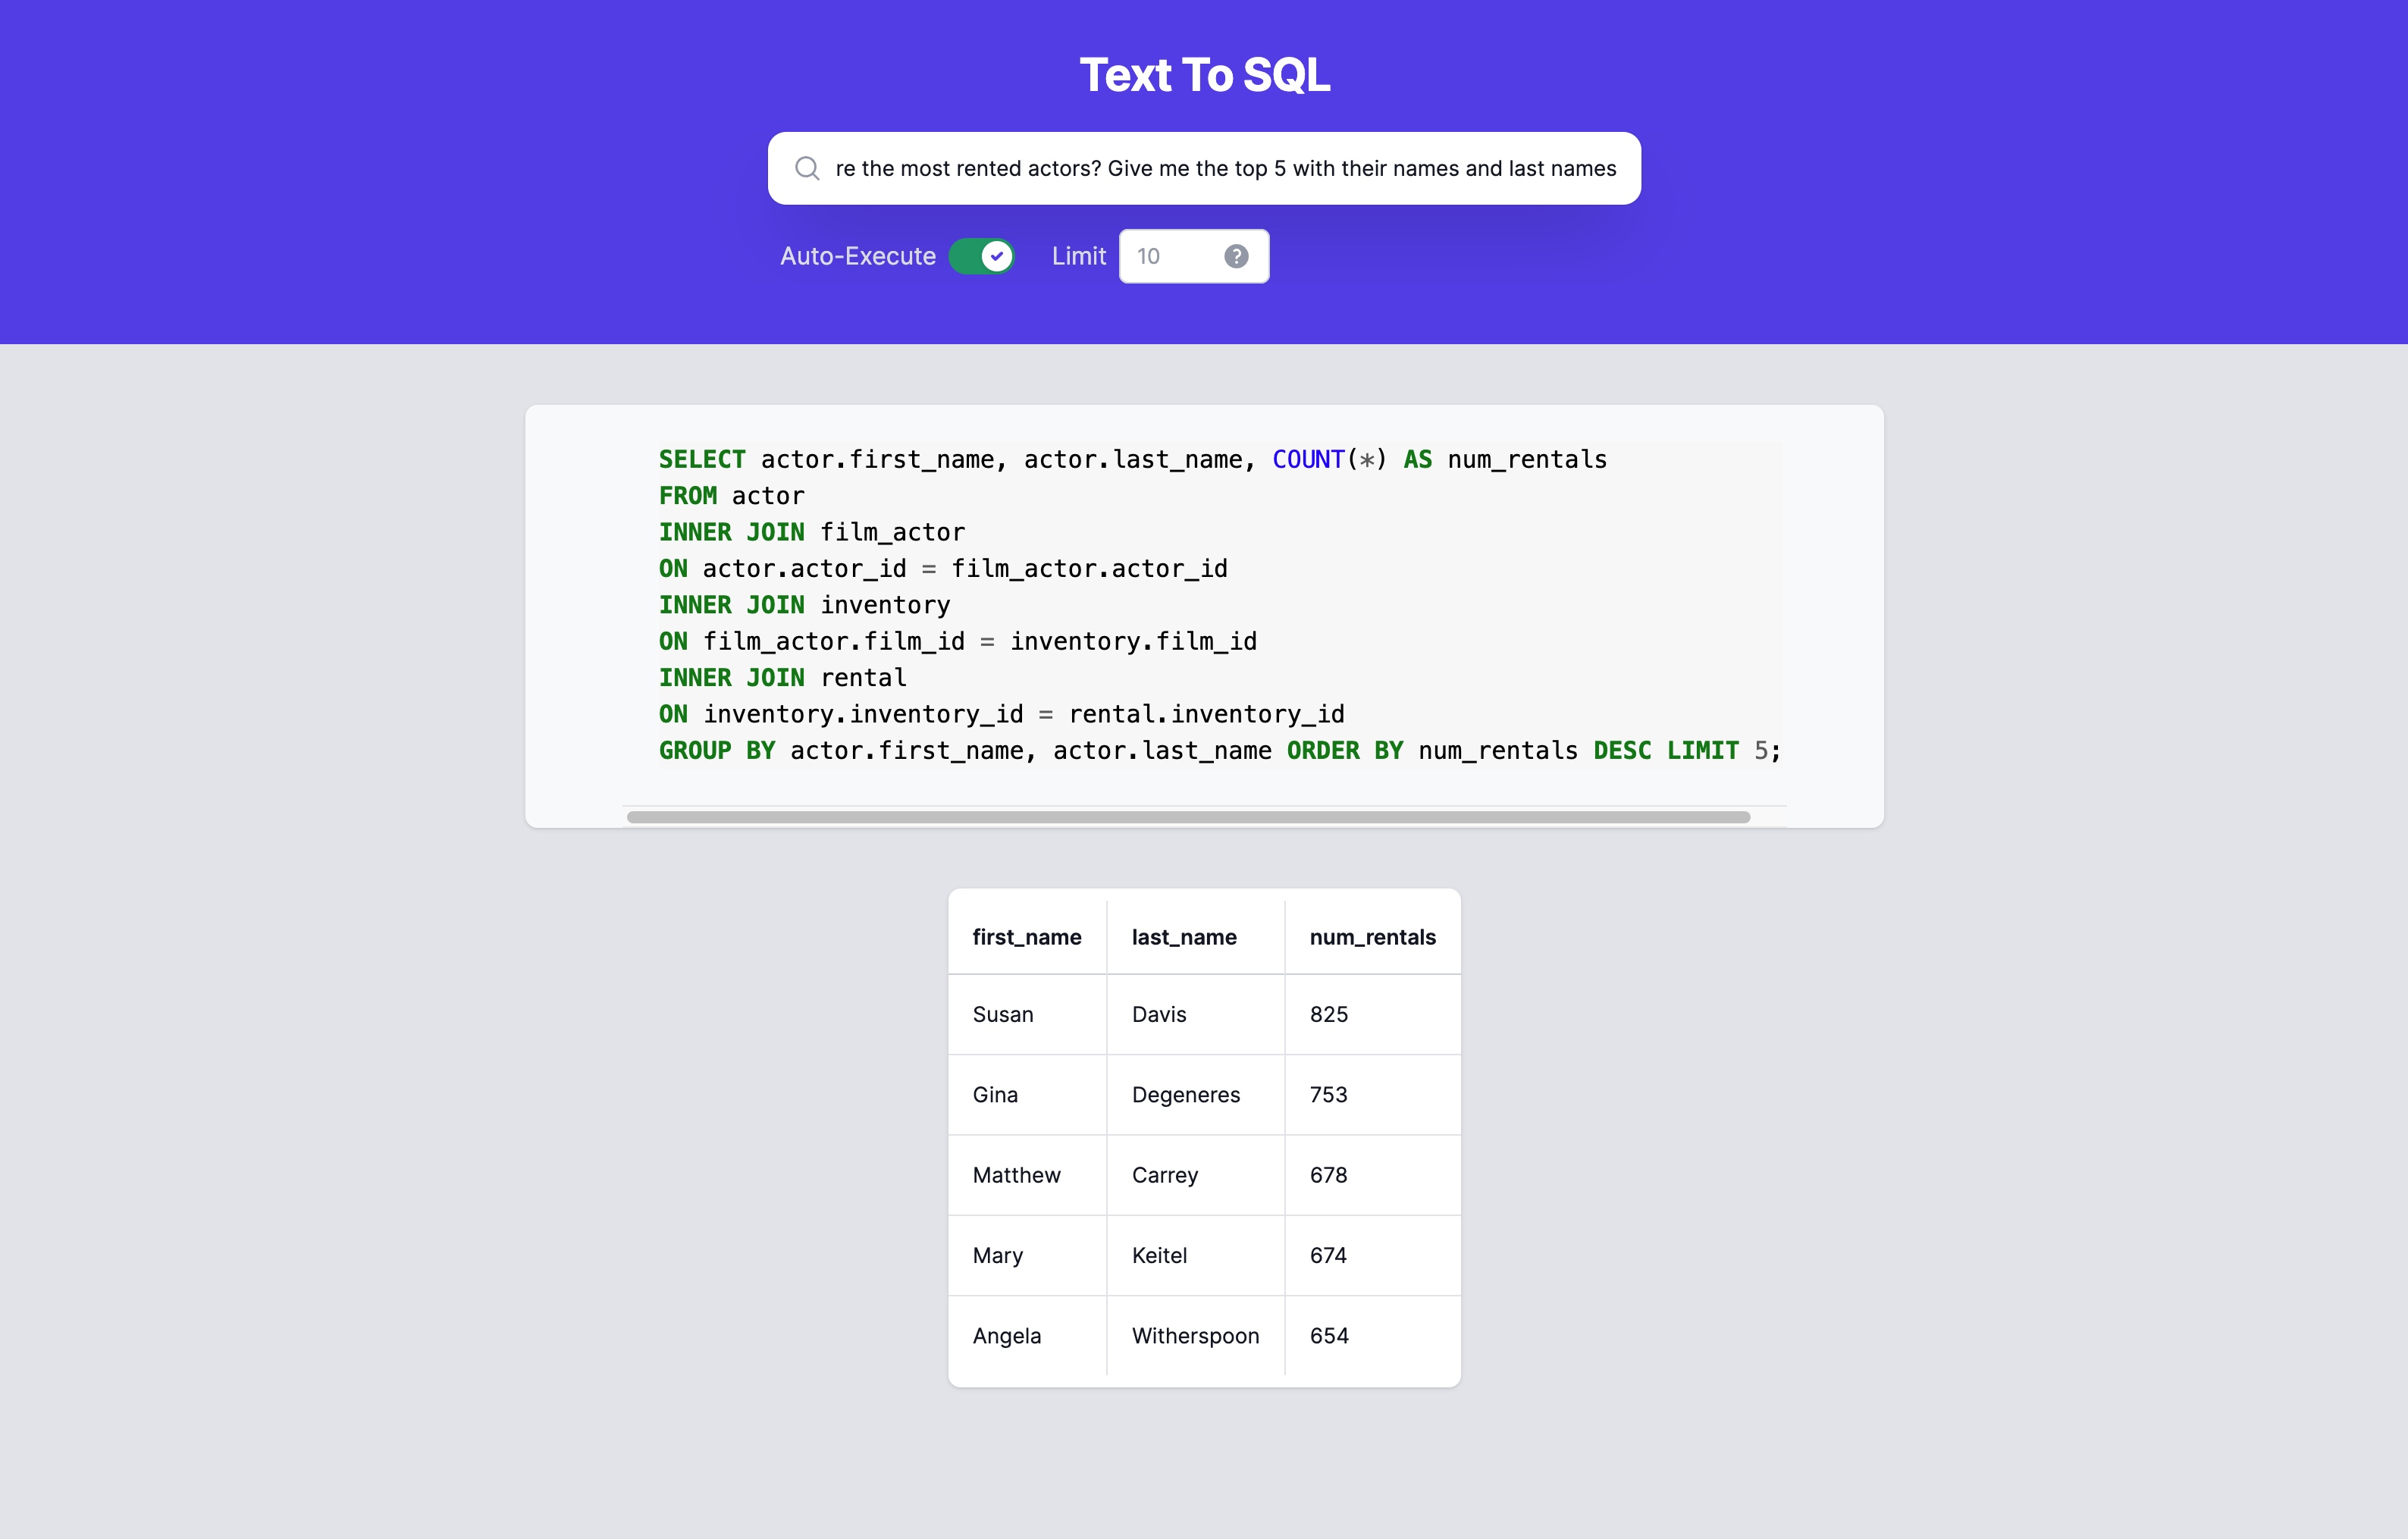 Text To SQL
re the most rented actors? Give me the top 5 with their names and last names
Auto-Execute Limit 10 ?
SELECT actor.first_name, actor.last_name, COUNT(*) AS num_rentals
FROM actor
INNER JOIN film_actor
ON actor.actor_id = film_actor.actor_id
INNER JOIN inventory
ON film_actor.film_id = inventory.film_id
INNER JOIN rental
ON inventory.inventory_id = rental.inventory_id
GROUP BY actor.first_name, actor.last_name ORDER BY num_rentals DESC LIMIT 5;
first_name last_name num_rentals
Susan Davis 825
Gina Degeneres 753
Matthew Carrey 678
Mary Keitel 674
Angela Witherspoon 654